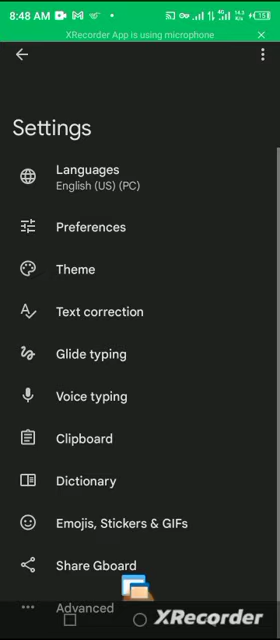 8:48 AM
XRecorder App is using microphone
Settings
Languages
English (US) (PC)
Preferences
Theme
Text correction
Glide typing
Voice typing
Clipboard
Dictionary
Emojis, Stickers & GIFs
Share Gboard
Advanced
XRecorder